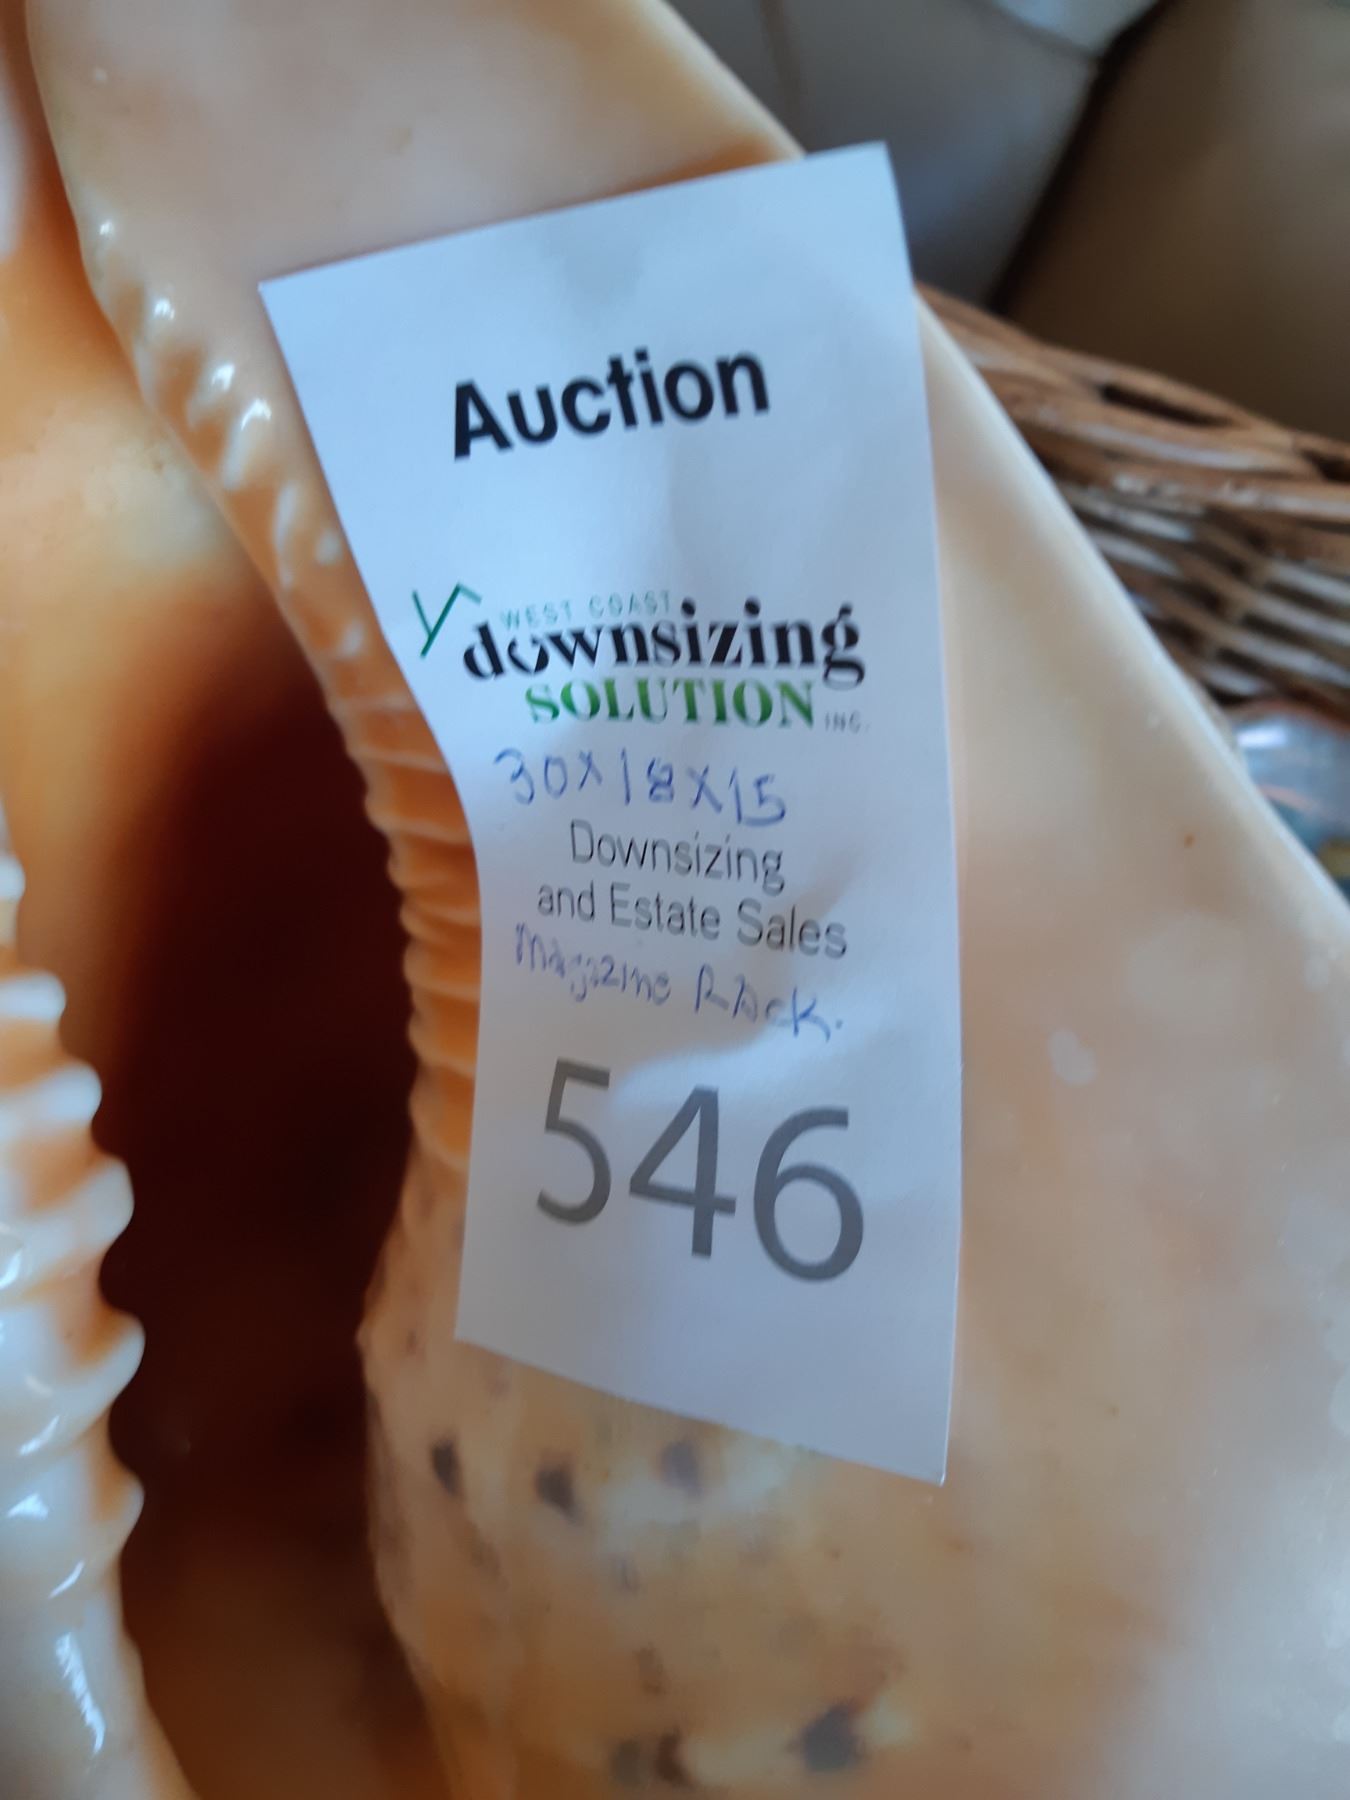 Auction
WEST COAST
downsizing
SOLUTION INC.
30x18x15
Downsizing
and Estate Sales
Magazine Rack.
546